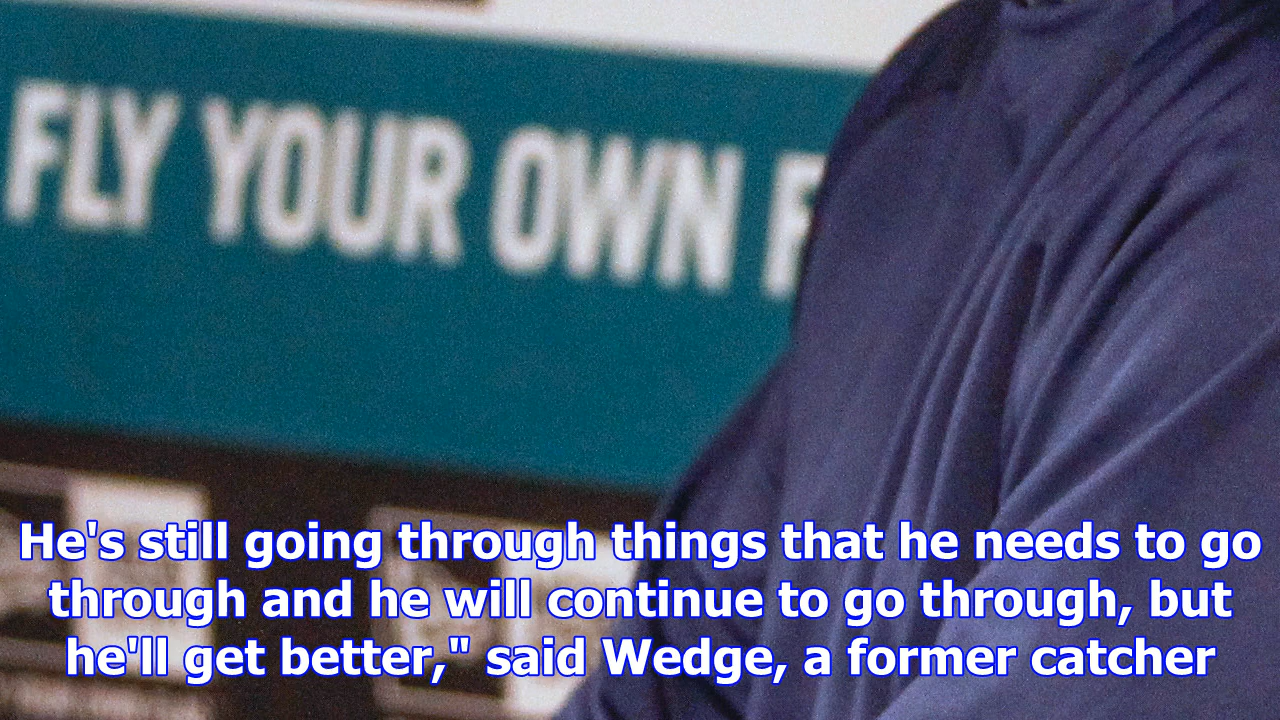 FLY YOUR OWN F
He's still going through things that he needs to go
through and he will continue to go through, but
he'll get better," said Wedge, a former catcher